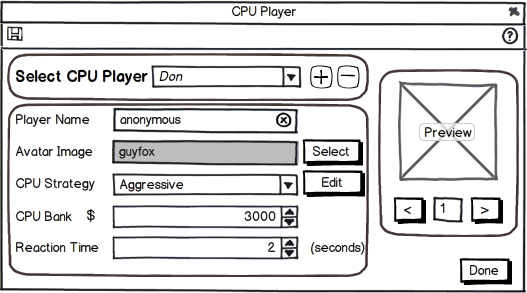 CPU Player
Select CPU Player Don
Player Name anonymous
Avatar Image guyfox Select
CPU Strategy Aggressive Edit
CPU Bank $ 3000
Reaction Time 2 (seconds)
Preview
< 1 >
Done